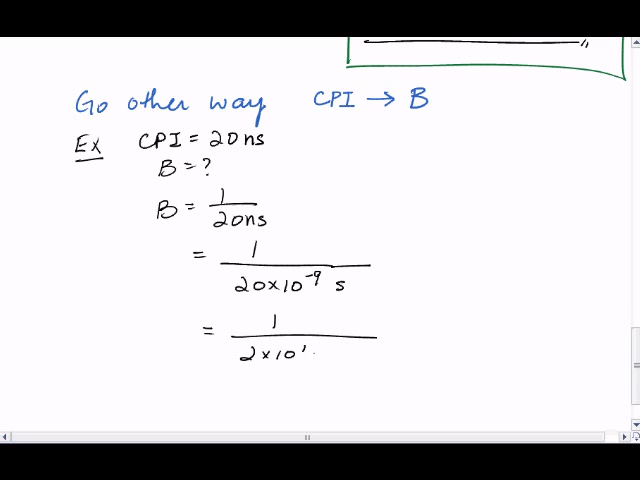 Go other way CPI → B
Ex CPI = 20ns
B = ?
B = 1
20ns
= 1
20×10⁻⁹ s
= 1
2×10